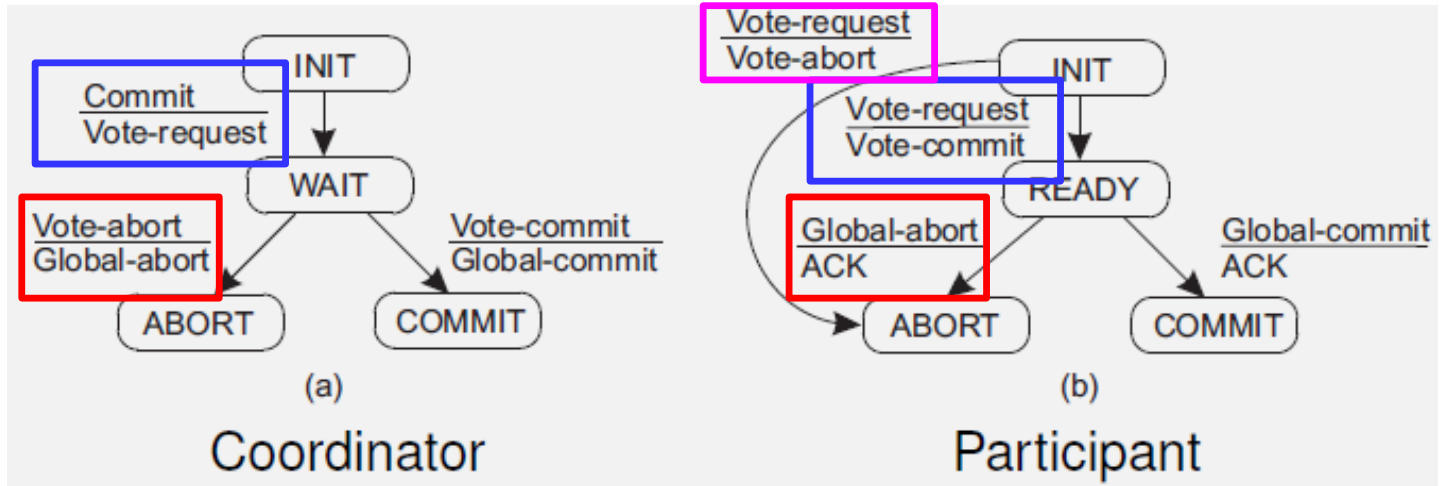 INIT
Commit
Vote-request
WAIT
Vote-abort
Global-abort
Vote-commit
Global-commit
ABORT
COMMIT
(a)
Coordinator
Vote-request
Vote-abort
INIT
Vote-request
Vote-commit
READY
Global-abort
ACK
Global-commit
ACK
ABORT
COMMIT
(b)
Participant